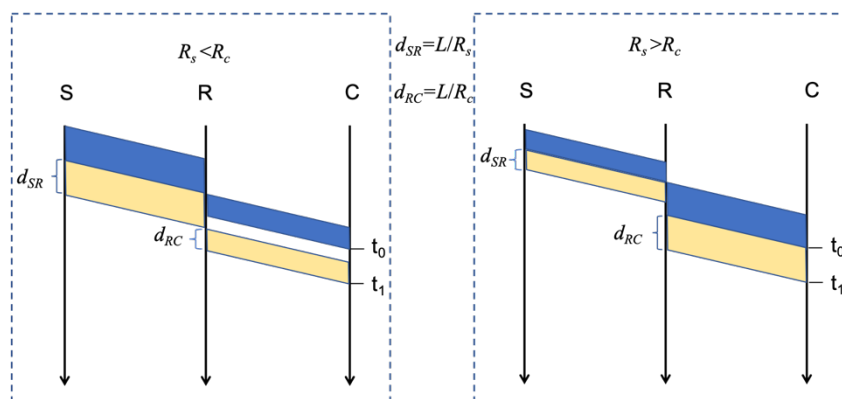 R_s<R_c
S R C
d_SR
d_RC
t_0
t_1
d_SR=L/R_s
d_RC=L/R_c
R_s>R_c
S R C
d_SR
d_RC
t_0
t_1